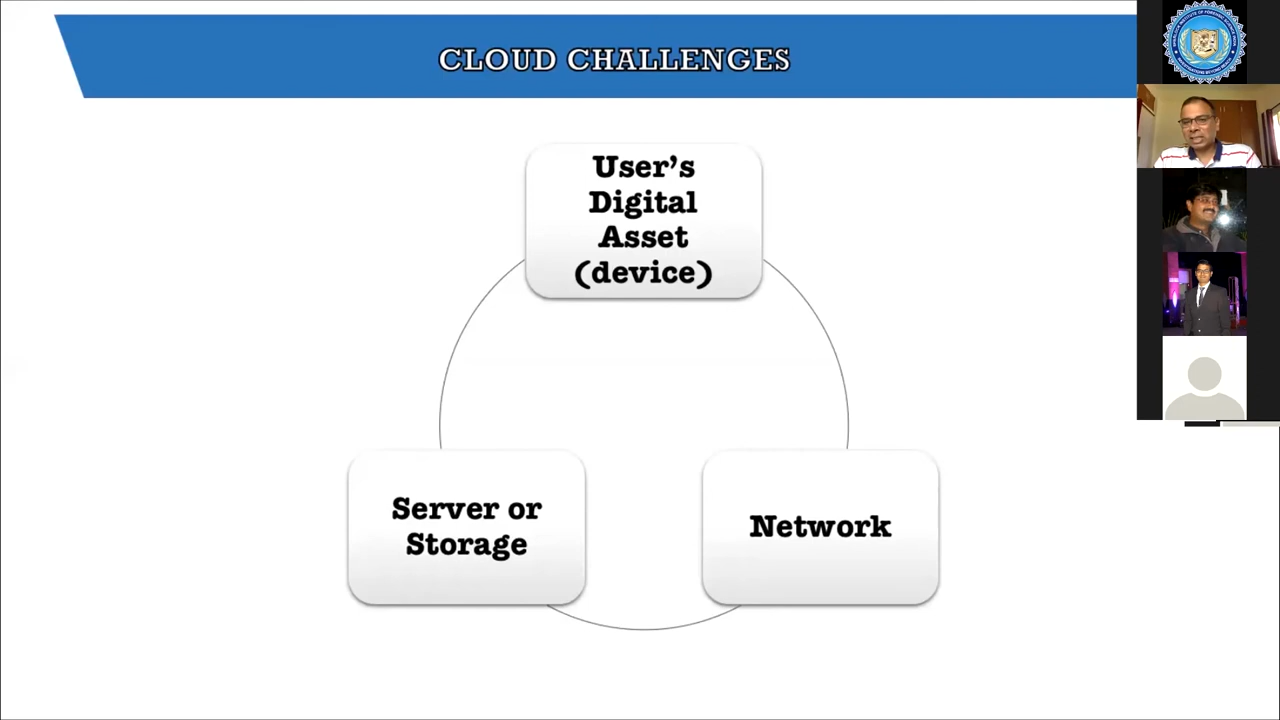 CLOUD CHALLENGES
User's
Digital
Asset
(device)
Server or
Storage
Network